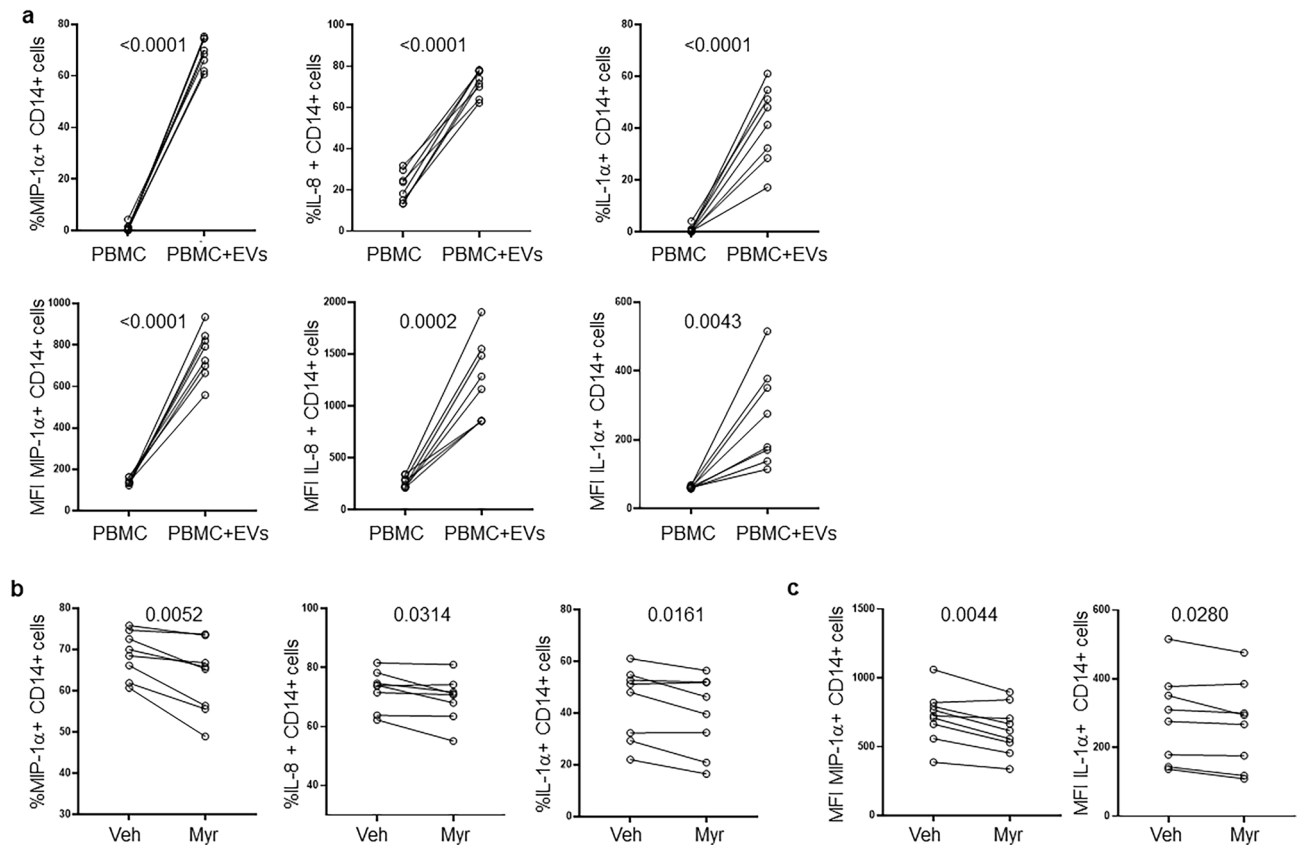 a
%MIP-1α+ CD14+ cells
80
60
40
20
0
<0.0001
PBMC PBMC+EVs
%IL-8 + CD14+ cells
100
80
60
40
20
0
<0.0001
PBMC PBMC+EVs
%IL-1α+ CD14+ cells
80
60
40
20
0
<0.0001
PBMC PBMC+EVs
MFI MIP-1α+ CD14+ cells
1000
800
600
400
200
0
<0.0001
PBMC PBMC+EVs
MFI IL-8 + CD14+ cells
2000
1500
1000
500
0
0.0002
PBMC PBMC+EVs
MFI IL-1α+ CD14+ cells
600
400
200
0
0.0043
PBMC PBMC+EVs
b
%MIP-1α+ CD14+ cells
80
70
60
50
40
30
0.0052
Veh Myr
%IL-8 + CD14+ cells
100
80
60
40
0.0314
Veh Myr
%IL-1α+ CD14+ cells
80
60
40
20
0
0.0161
Veh Myr
c
MFI MIP-1α+ CD14+ cells
1500
1000
500
0
0.0044
Veh Myr
MFI IL-1α+ CD14+ cells
600
400
200
0
0.0280
Veh Myr